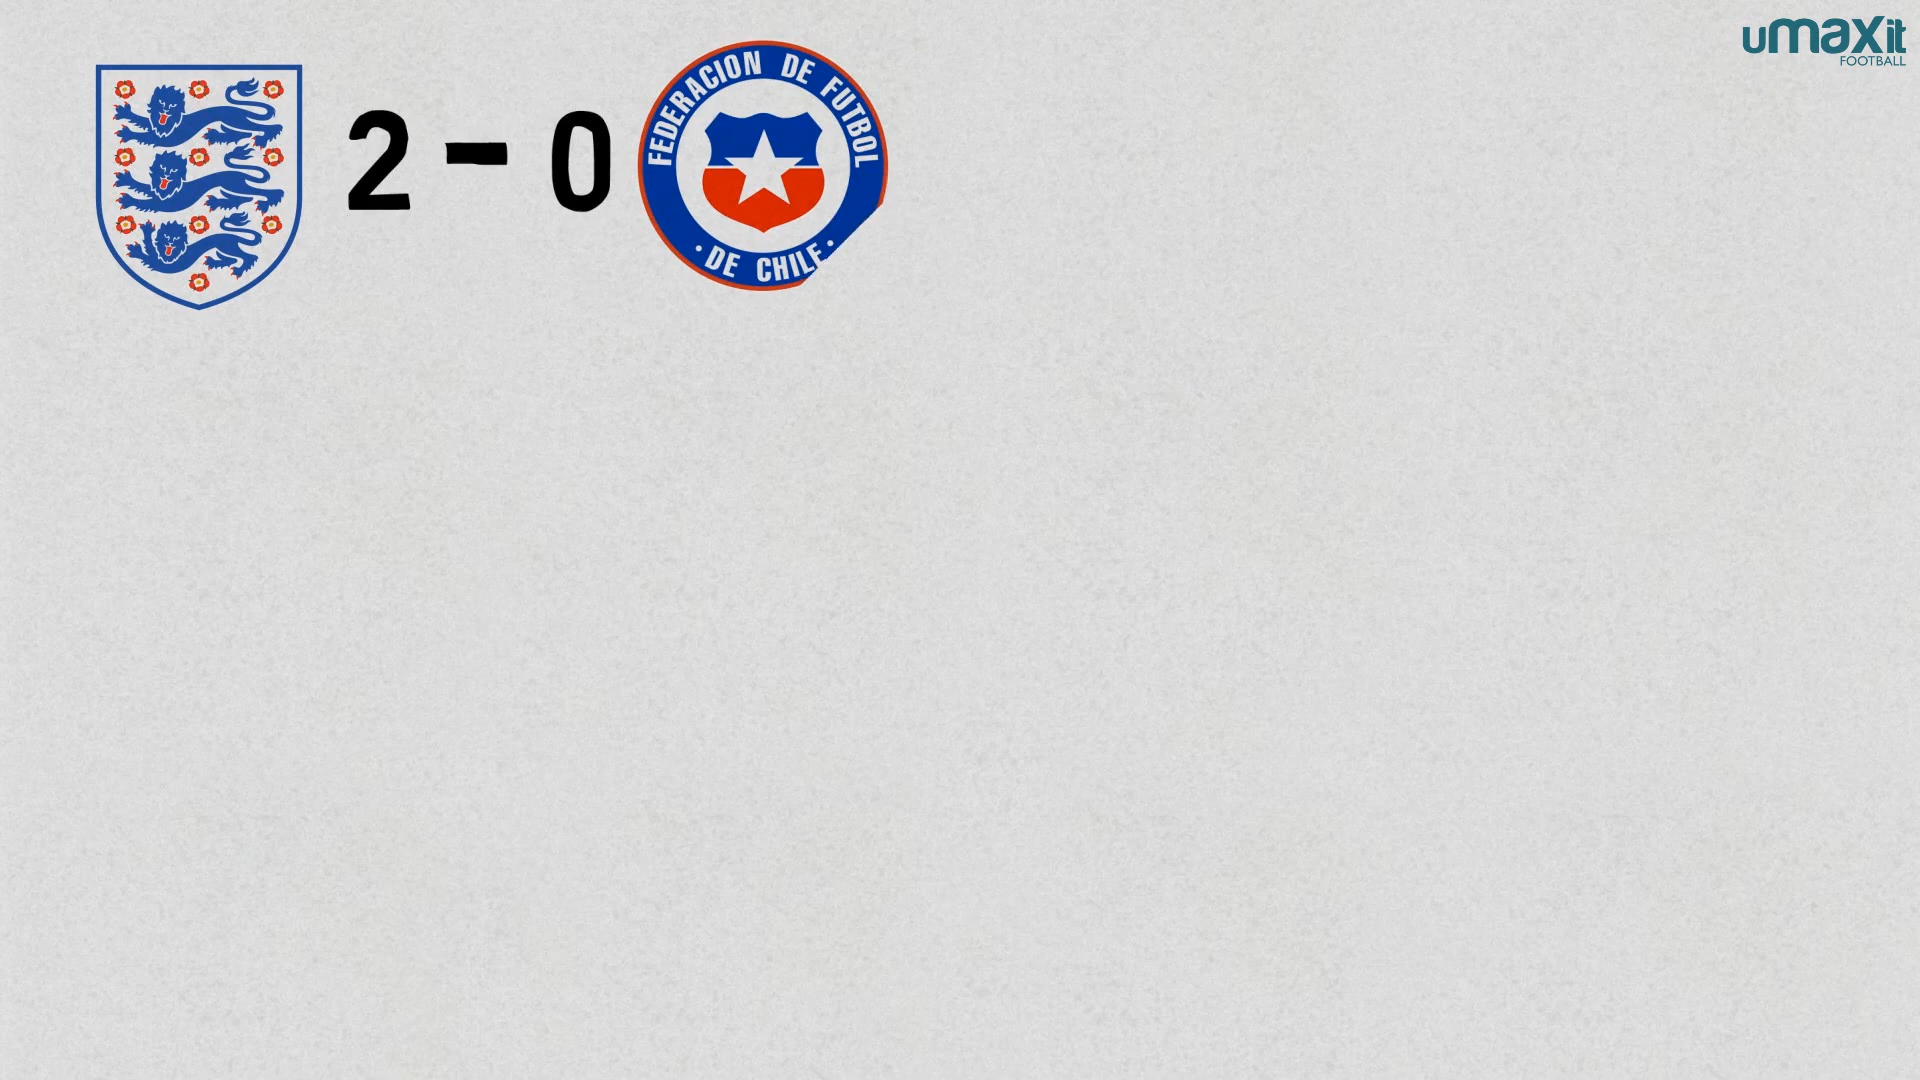 2 - 0
FEDERACION DE FUTBOL
· DE CHILE ·
umaxit
FOOTBALL